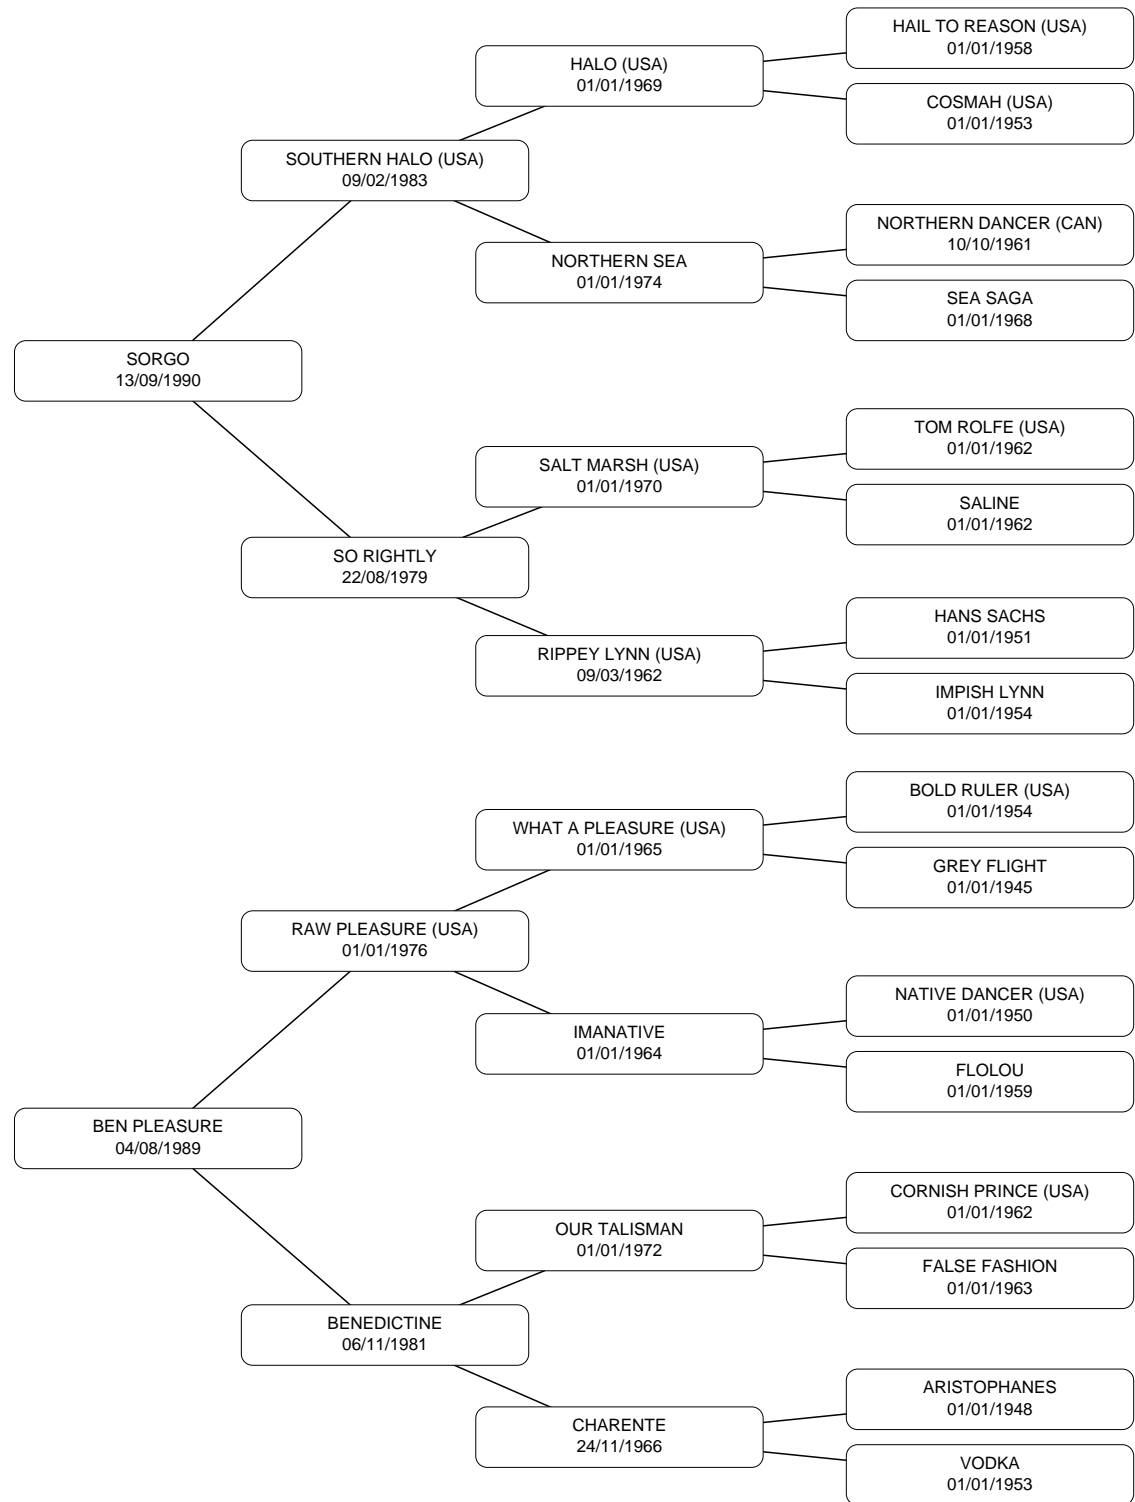 HAIL TO REASON (USA)
01/01/1958
HALO (USA)
01/01/1969
COSMAH (USA)
01/01/1953
SOUTHERN HALO (USA)
09/02/1983
NORTHERN DANCER (CAN)
10/10/1961
NORTHERN SEA
01/01/1974
SEA SAGA
01/01/1968
SORGO
13/09/1990
TOM ROLFE (USA)
01/01/1962
SALT MARSH (USA)
01/01/1970
SALINE
01/01/1962
SO RIGHTLY
22/08/1979
HANS SACHS
01/01/1951
RIPPEY LYNN (USA)
09/03/1962
IMPISH LYNN
01/01/1954
BOLD RULER (USA)
01/01/1954
WHAT A PLEASURE (USA)
01/01/1965
GREY FLIGHT
01/01/1945
RAW PLEASURE (USA)
01/01/1976
NATIVE DANCER (USA)
01/01/1950
IMANATIVE
01/01/1964
FLOLOU
01/01/1959
BEN PLEASURE
04/08/1989
CORNISH PRINCE (USA)
01/01/1962
OUR TALISMAN
01/01/1972
FALSE FASHION
01/01/1963
BENEDICTINE
06/11/1981
ARISTOPHANES
01/01/1948
CHARENTE
24/11/1966
VODKA
01/01/1953